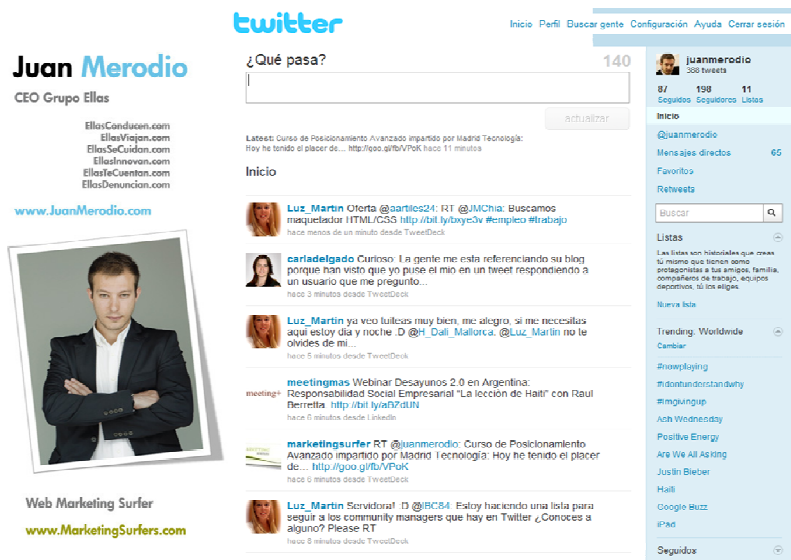 twitter
Inicio Perfil Buscar gente Configuración Ayuda Cerrar sesión
Juan Merodio
CEO Grupo Ellas
EllasConducen.com
EllasViajan.com
EllasSeCuidan.com
EllasInnovan.com
EllasTeCuentan.com
EllasDenuncian.com
www.JuanMerodio.com
Web Marketing Surfer
www.MarketingSurfers.com
¿Qué pasa?
140
actualizar
Latest: Curso de Posicionamiento Avanzado impartido por Madrid Tecnología:
Hoy he tenido el placer de... http://goo.gl/fb/VPoK hace 11 minutos
Inicio
Luz_Martin Oferta @aartiles24: RT @JMChia: Buscamos
maquetador HTML/CSS http://bit.ly/bxye3v #empleo #trabajo
hace menos de un minuto desde TweetDeck
carladelgado Curioso: La gente me esta referenciando su blog
porque han visto que yo puse el mio en un tweet respondiendo a
un usuario que me pregunto...
hace 3 minutos desde TweetDeck
Luz_Martin ya veo tuiteas muy bien, me alegro, si me necesitas
aqui estoy dia y noche :D @H_Dali_Mallorca: @Luz_Martin no te
olvides de mi...
hace 5 minutos desde TweetDeck
meeting+
meetingmas Webinar Desayunos 2.0 en Argentina:
Responsabilidad Social Empresarial "La lección de Haiti" con Raul
Berretta. http://bit.ly/aBZdUN
hace 6 minutos desde LinkedIn
marketingsurfer RT @juanmerodio: Curso de Posicionamiento
Avanzado impartido por Madrid Tecnología: Hoy he tenido el placer
de... http://goo.gl/fb/VPoK
hace 6 minutos desde TweetDeck
Luz_Martin Servidora! :D @IBC84: Estoy haciendo una lista para
seguir a los community managers que hay en Twitter ¿Conoces a
alguno? Please RT
hace 6 minutos desde TweetDeck
juanmerodio
388 tweets
87 198 11
Seguidos Seguidores Listas
Inicio
@juanmerodio
Mensajes directos 65
Favoritos
Retweets
Buscar
Listas
Las listas son historiales que creas
tú mismo que tienen como
protagonistas a tus amigos, familia,
compañeros de trabajo, equipos
deportivos, tú los eliges.
Nueva lista
Trending: Worldwide
Cambiar
#nowplaying
#idontunderstandwhy
#imgivingup
Ash Wednesday
Positive Energy
Are We All Asking
Justin Bieber
Haiti
Google Buzz
iPad
Seguidos